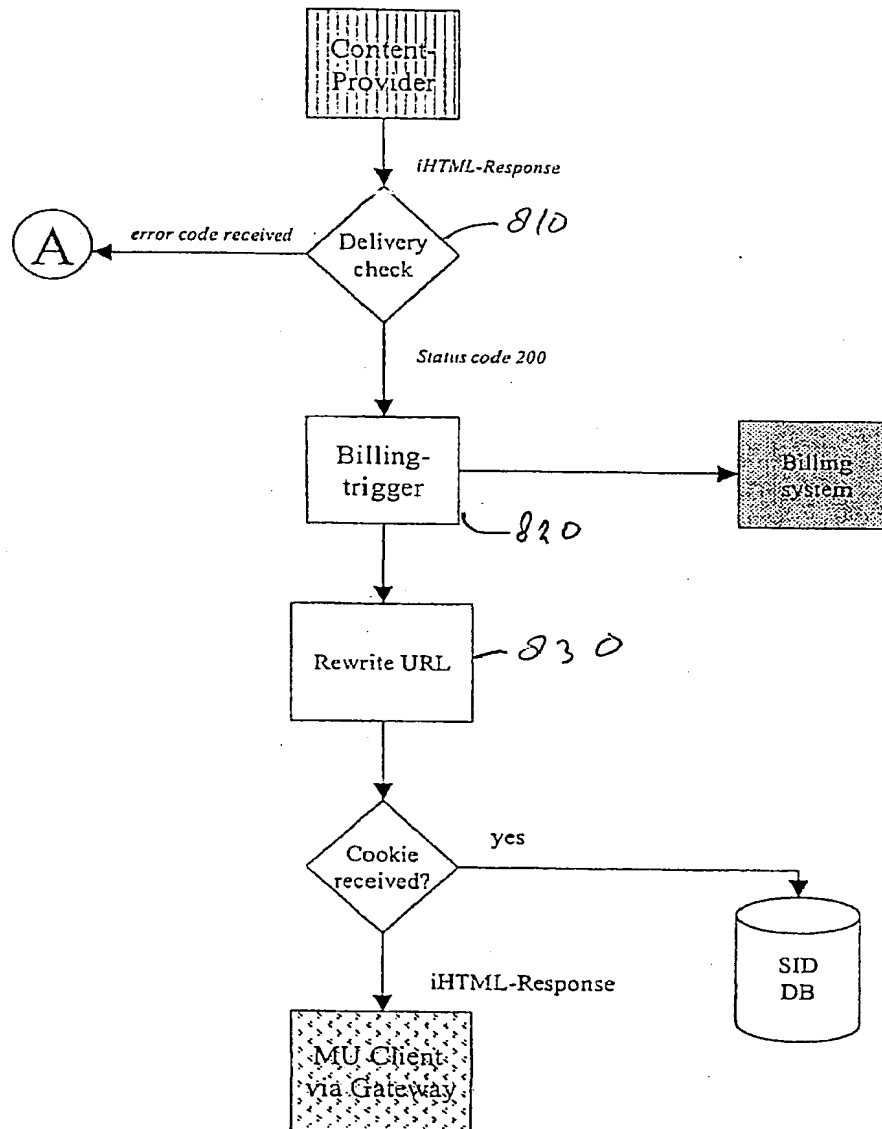 Content-
Provider
iHTML-Response
810
A
error code received
Delivery
check
Status code 200
Billing-
trigger
Billing
system
820
Rewrite URL
830
yes
Cookie
received?
iHTML-Response
SID
DB
MU Client
via Gateway